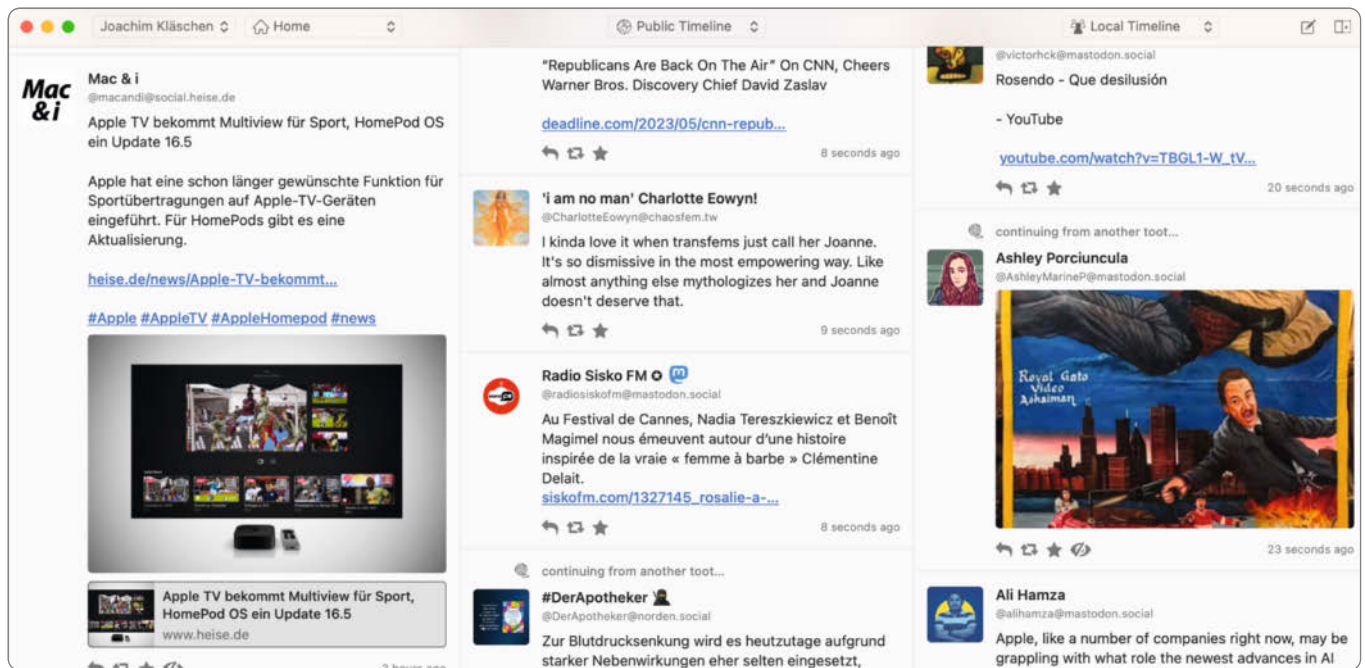 Joachim Kläschen
Home
Public Timeline
Local Timeline
Mac
& i
Mac & i
@macandi@social.heise.de
Apple TV bekommt Multiview für Sport, HomePod OS
ein Update 16.5
Apple hat eine schon länger gewünschte Funktion für
Sportübertragungen auf Apple-TV-Geräten
eingeführt. Für HomePods gibt es eine
Aktualisierung.
heise.de/news/Apple-TV-bekommt...
#Apple #AppleTV #AppleHomepod #news
Apple TV bekommt Multiview für Sport,
HomePod OS ein Update 16.5
www.heise.de
2 hours ago
"Republicans Are Back On The Air" On CNN, Cheers
Warner Bros. Discovery Chief David Zaslav
deadline.com/2023/05/cnn-repub...
8 seconds ago
'i am no man' Charlotte Eowyn!
@CharlotteEowyn@chaosfem.tw
I kinda love it when transfems just call her Joanne.
It's so dismissive in the most empowering way. Like
almost anything else mythologizes her and Joanne
doesn't deserve that.
9 seconds ago
Radio Sisko FM
@radiosiskofm@mastodon.social
Au Festival de Cannes, Nadia Tereszkiewicz et Benoît
Magimel nous émeuvent autour d'une histoire
inspirée de la vraie « femme à barbe » Clémentine
Delait.
siskofm.com/1327145_rosalie-a-...
8 seconds ago
continuing from another toot...
#DerApotheker
@DerApotheker@norden.social
Zur Blutdrucksenkung wird es heutzutage aufgrund
starker Nebenwirkungen eher selten eingesetzt,
@victorhck@mastodon.social
Rosendo - Que desilusión
- YouTube
youtube.com/watch?v=TBGL1-W_tV...
20 seconds ago
continuing from another toot...
Ashley Porciuncula
@AshleyMarineP@mastodon.social
Royal Gato
Video
Ashaiman
23 seconds ago
Ali Hamza
@alihamza@mastodon.social
Apple, like a number of companies right now, may be
grappling with what role the newest advances in AI